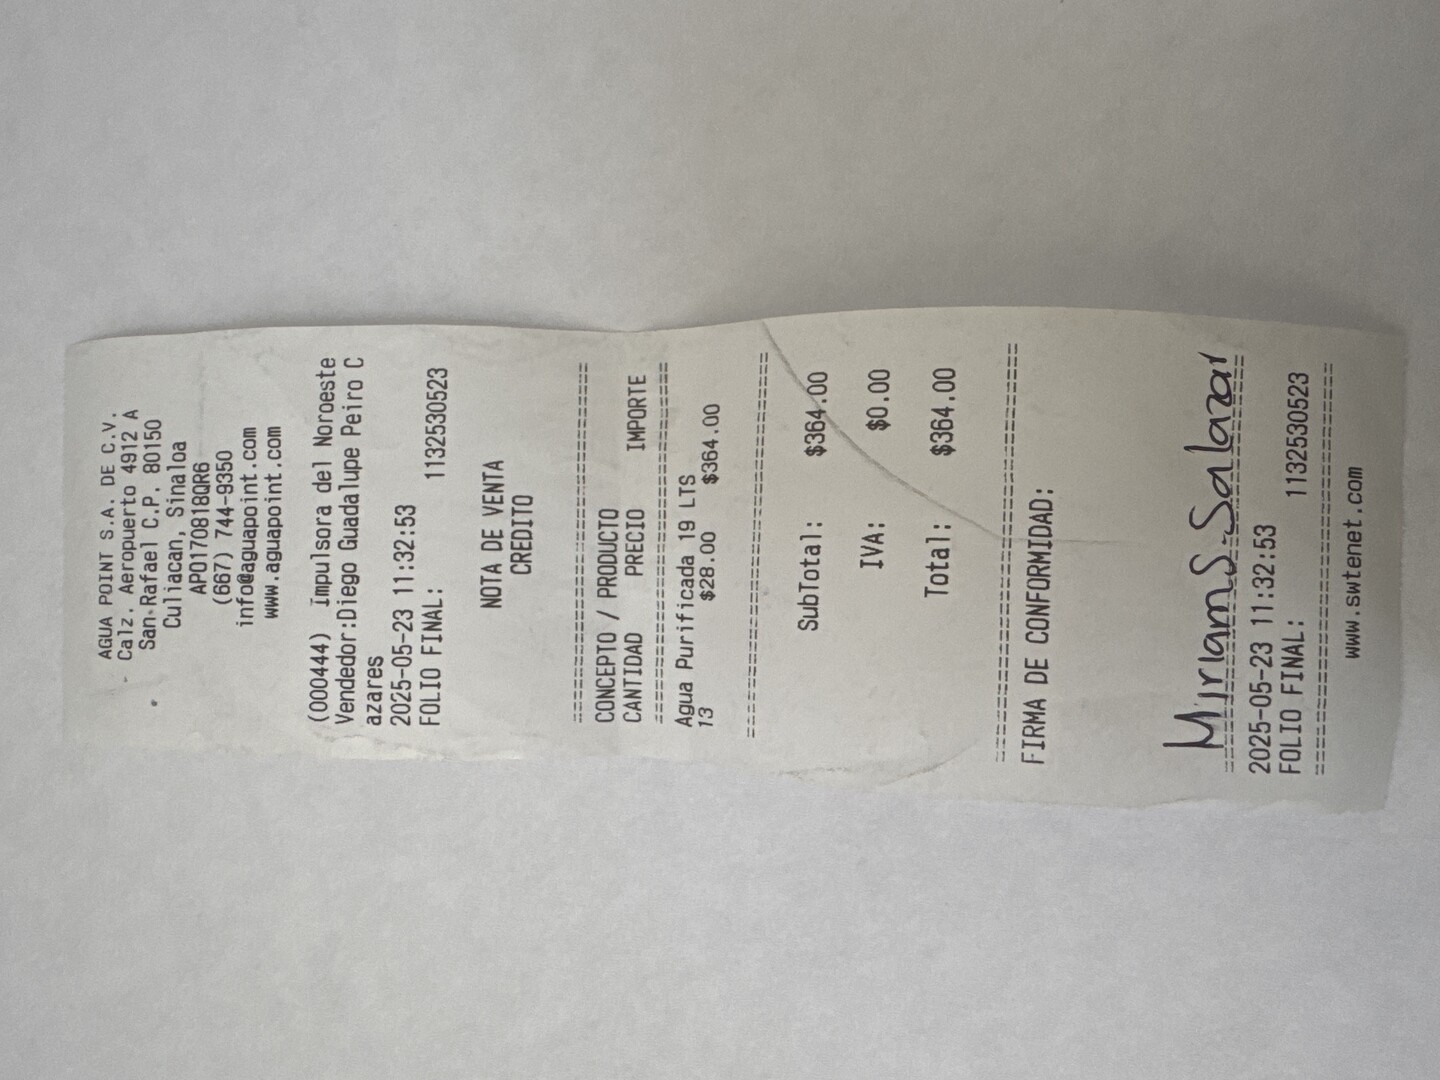 AGUA POINT S.A. DE C.V.
Calz. Aeropuerto 4912 A
San Rafael C.P. 80150
Culiacan, Sinaloa
APO170818QR6
(667) 744-9350
info@aguapoint.com
www.aguapoint.com
(000444) Impulsora del Noroeste
Vendedor:Diego Guadalupe Peiro C
azares
2025-05-23 11:32:53
FOLIO FINAL: 1132530523
NOTA DE VENTA
CREDITO
================================
CONCEPTO / PRODUCTO
CANTIDAD PRECIO IMPORTE
================================
Agua Purificada 19 LTS
13 $28.00 $364.00
================================
SubTotal: $364.00
IVA: $0.00
Total: $364.00
================================
FIRMA DE CONFORMIDAD:
Miriam S. Salazar
================================
2025-05-23 11:32:53
FOLIO FINAL: 1132530523
================================
www.swtenet.com